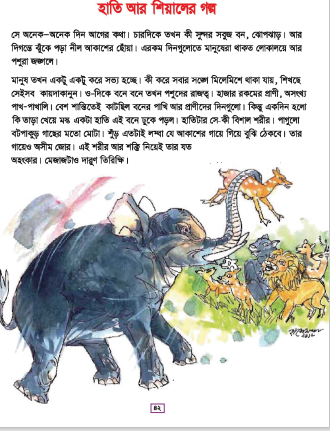 হাতি আর শিয়ালের গল্প
সে অনেক-অনেক দিন আগের কথা। চারদিকে তখন কী সুন্দর সবুজ বন, ঝোপঝাড়। আর
দিগন্তে ঝুঁকে পড়া নীল আকাশের ছোঁয়া। এরকম দিনগুলোতে মানুষেরা থাকত লোকালয়ে আর
পশুরা জঙ্গলে।
মানুষ তখন একটু একটু করে সভ্য হচ্ছে। কী করে সবার সঙ্গে মিলেমিশে থাকা যায়, শিখছে
সেইসব কায়দাকানুন। ও-দিকে বনে বনে তখন পশুদের রাজত্ব। হাজার রকমের প্রাণী, অসংখ্য
পাখ-পাখালি। বেশ শান্তিতেই কাটছিল বনের পাখি আর প্রাণীদের দিনগুলো। কিন্তু একদিন হলো
কি তাড়া খেয়ে মস্ত একটা হাতি এই বনে ঢুকে পড়ল। হাতিটার সে-কী বিশাল শরীর। পাগুলো
বটপাকুড় গাছের মতো মোটা। শুঁড় এতটাই লম্বা যে আকাশের গায়ে গিয়ে বুঝি ঠেকবে। তার
গায়েও অসীম জোর। এই শরীর আর শক্তি নিয়েই তার যত
অহংকার। মেজাজটাও দারুণ তিরিক্ষি।
৪২